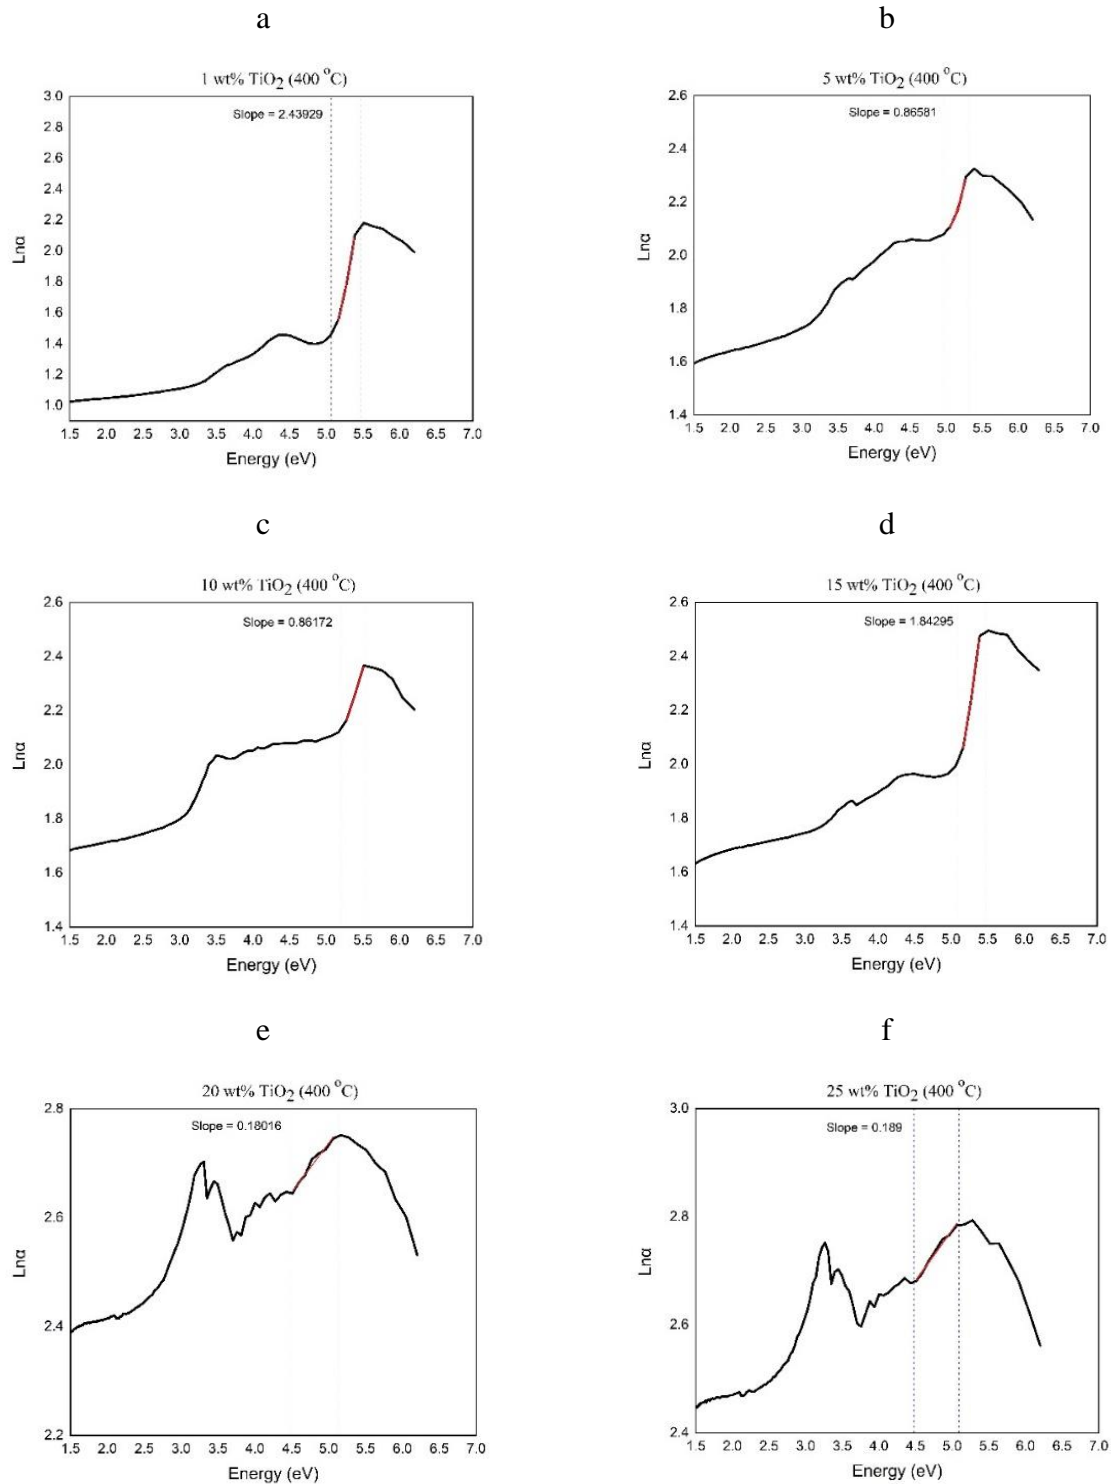 a
1 wt% TiO2 (400 oC)
Slope = 2.43929
3.0
2.8
2.6
2.4
2.2
2.0
1.8
1.6
1.4
1.2
1.0
Lnα
1.5 2.0 2.5 3.0 3.5 4.0 4.5 5.0 5.5 6.0 6.5 7.0
Energy (eV)
b
5 wt% TiO2 (400 oC)
Slope = 0.86581
2.6
2.4
2.2
2.0
1.8
1.6
1.4
Lnα
1.5 2.0 2.5 3.0 3.5 4.0 4.5 5.0 5.5 6.0 6.5 7.0
Energy (eV)
c
10 wt% TiO2 (400 oC)
Slope = 0.86172
2.6
2.4
2.2
2.0
1.8
1.6
1.4
Lnα
1.5 2.0 2.5 3.0 3.5 4.0 4.5 5.0 5.5 6.0 6.5 7.0
Energy (eV)
d
15 wt% TiO2 (400 oC)
Slope = 1.84295
2.6
2.4
2.2
2.0
1.8
1.6
1.4
Lnα
1.5 2.0 2.5 3.0 3.5 4.0 4.5 5.0 5.5 6.0 6.5 7.0
Energy (eV)
e
20 wt% TiO2 (400 oC)
Slope = 0.18016
2.8
2.6
2.4
2.2
Lnα
1.5 2.0 2.5 3.0 3.5 4.0 4.5 5.0 5.5 6.0 6.5 7.0
Energy (eV)
f
25 wt% TiO2 (400 oC)
Slope = 0.189
3.0
2.8
2.6
2.4
Lnα
1.5 2.0 2.5 3.0 3.5 4.0 4.5 5.0 5.5 6.0 6.5 7.0
Energy (eV)